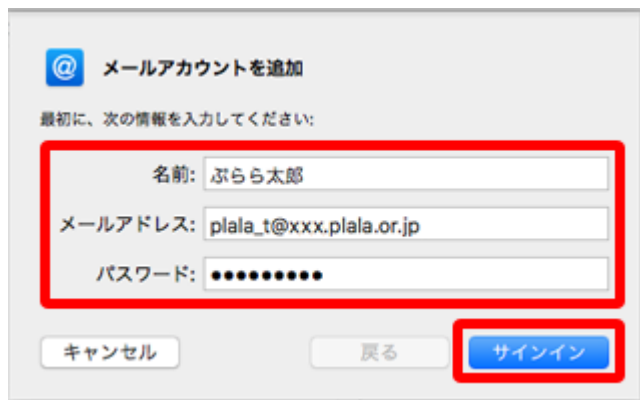 @ メールアカウントを追加
最初に、次の情報を入力してください:
名前: ぷらら太郎
メールアドレス: plala_t@xxx.plala.or.jp
パスワード: ●●●●●●●●●
キャンセル 戻る サインイン